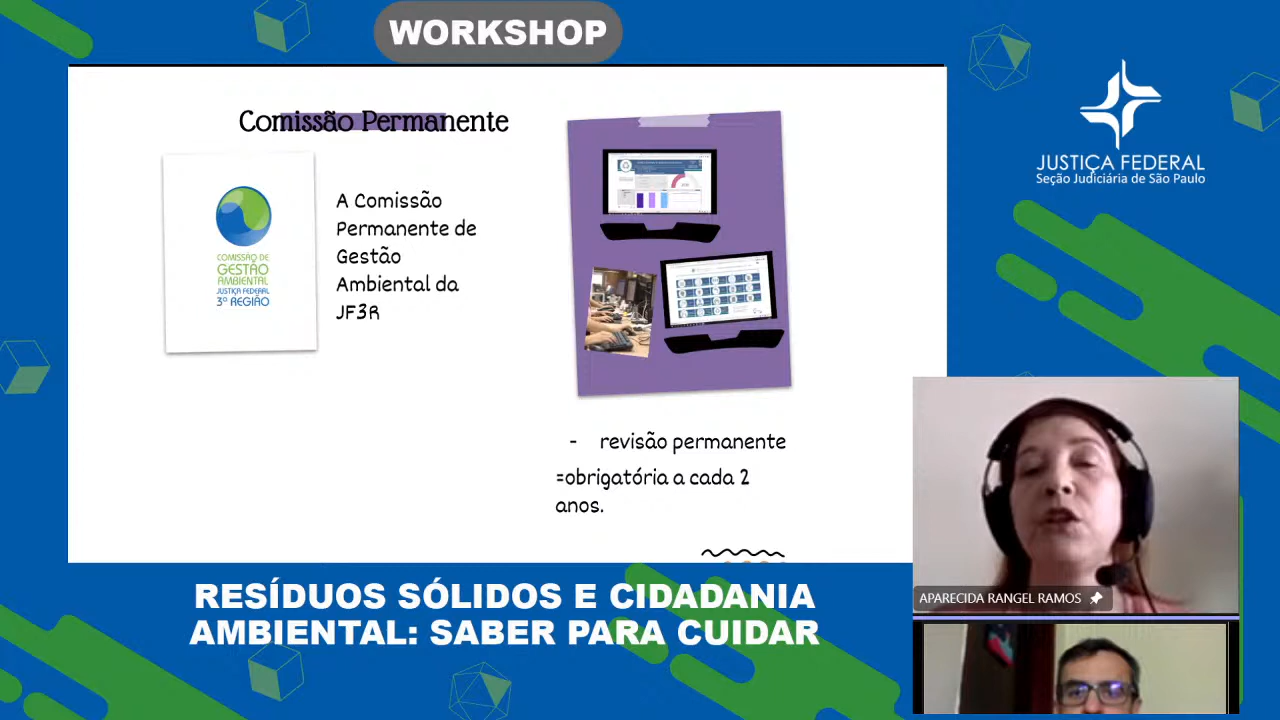 WORKSHOP
Comissão Permanente
COMISSÃO DE
GESTÃO
AMBIENTAL
JUSTIÇA FEDERAL
3ª REGIÃO
A Comissão
Permanente de
Gestão
Ambiental da
JF3R
- revisão permanente
=obrigatória a cada 2
anos.
JUSTIÇA FEDERAL
Seção Judiciária de São Paulo
APARECIDA RANGEL RAMOS
RESÍDUOS SÓLIDOS E CIDADANIA
AMBIENTAL: SABER PARA CUIDAR